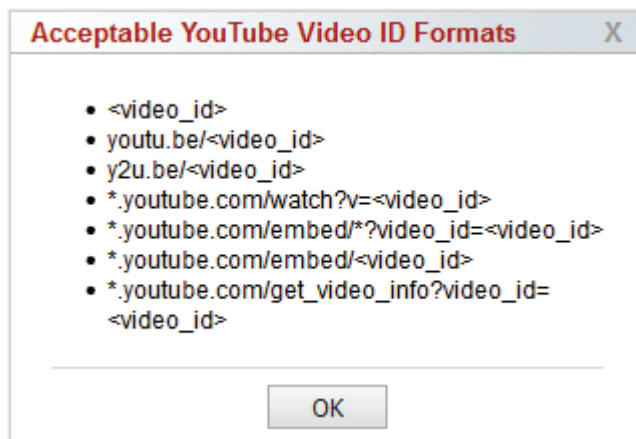 Acceptable YouTube Video ID Formats X
• <video_id>
• youtu.be/<video_id>
• y2u.be/<video_id>
• *.youtube.com/watch?v=<video_id>
• *.youtube.com/embed/*?video_id=<video_id>
• *.youtube.com/embed/<video_id>
• *.youtube.com/get_video_info?video_id=
<video_id>
OK